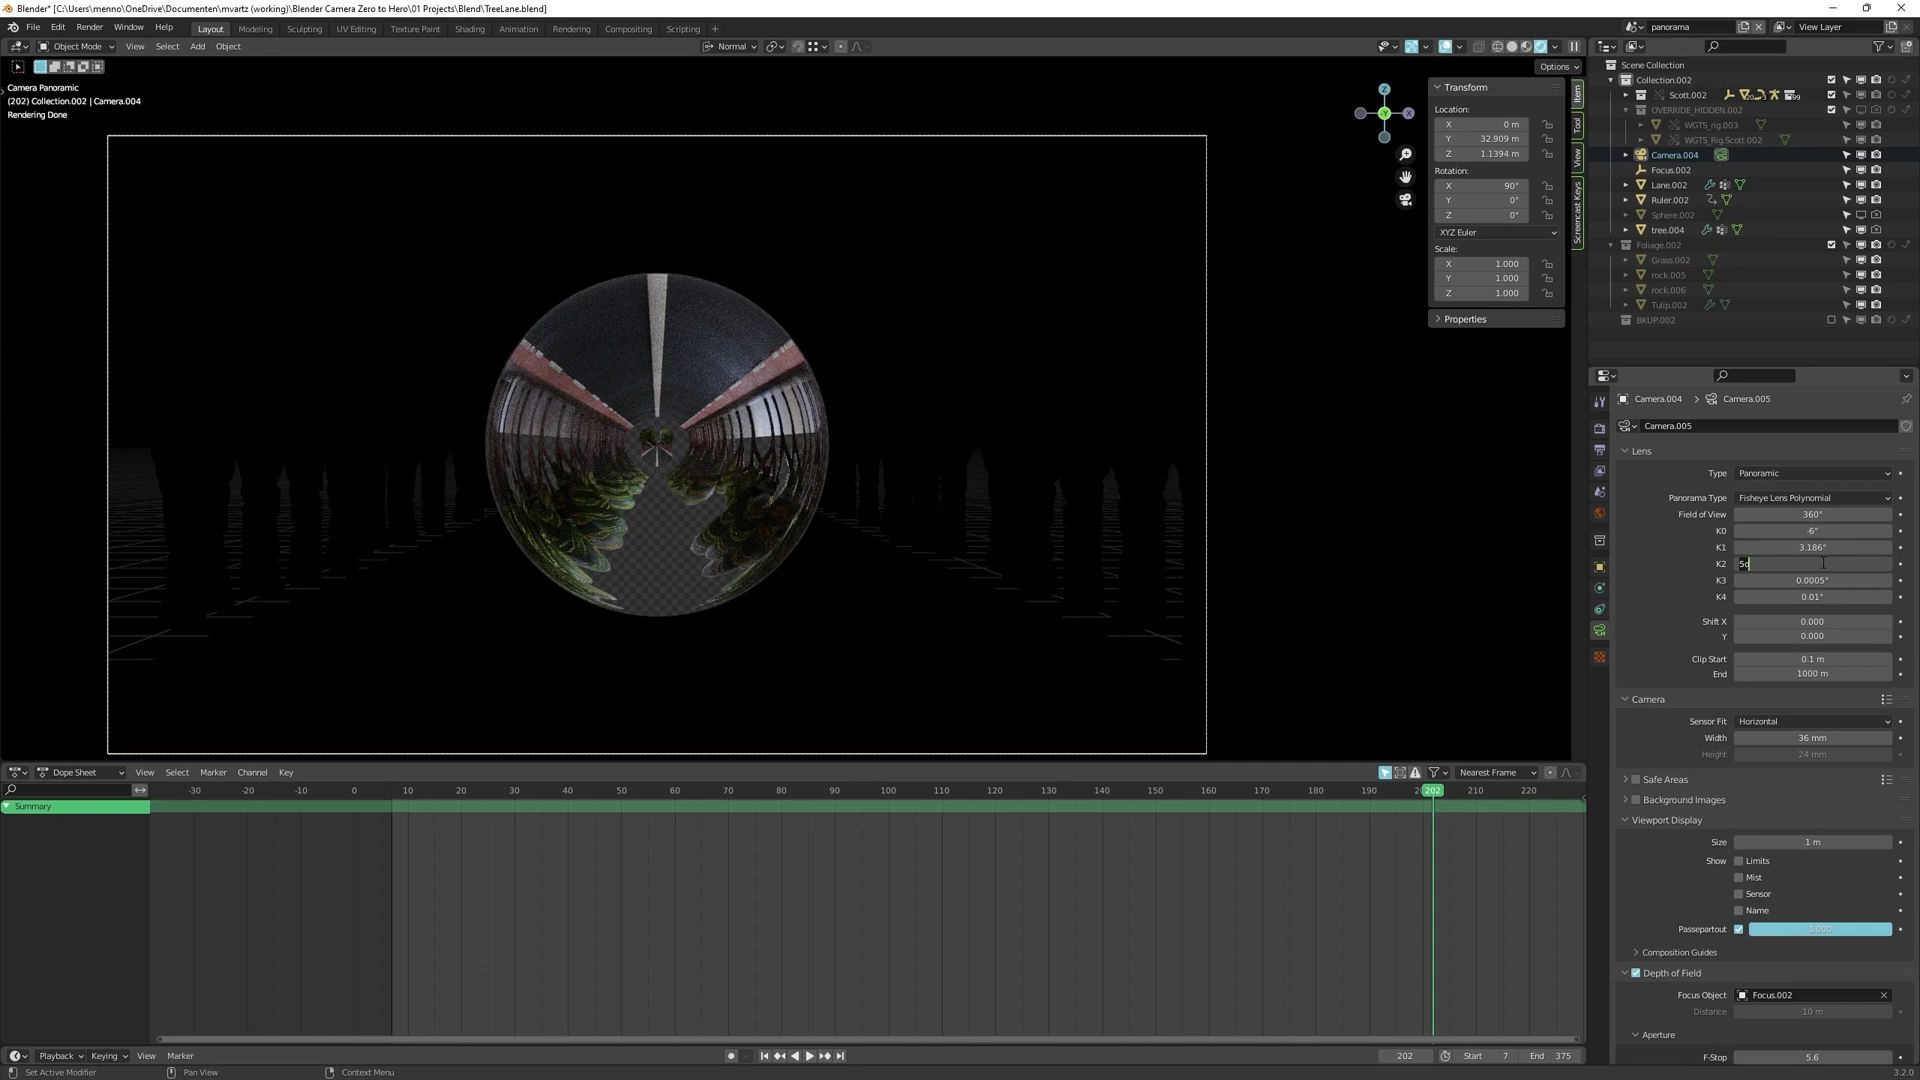 Blender* [C:\Users\menno\OneDrive\Documenten\mvartz (working)\Blender Camera Zero to Hero\01 Projects\Blend\TreeLane.blend]
File Edit Render Window Help Layout Modeling Sculpting UV Editing Texture Paint Shading Animation Rendering Compositing Scripting + panorama View Layer
Object Mode View Select Add Object Normal
Options
Camera Panoramic
(202) Collection.002 | Camera.004
Rendering Done
Z
Y
X
Transform
Location:
X 0 m
Y 32.909 m
Z 1.1394 m
Rotation:
X 90°
Y 0°
Z 0°
XYZ Euler
Scale:
X 1.000
Y 1.000
Z 1.000
Properties
Item
Tool
View
Screencast Keys
Scene Collection
Collection.002
Scott.002
OVERRIDE_HIDDEN.002
WGTS_rig.003
WGTS_Rig.Scott.002
Camera.004
Focus.002
Lane.002
Ruler.002
Sphere.002
tree.004
Foliage.002
Grass.002
rock.005
rock.006
Tulip.002
BKUP.002
Camera.004 > Camera.005
Camera.005
Lens
Type Panoramic
Panorama Type Fisheye Lens Polynomial
Field of View 360°
K0 -6°
K1 3.186°
K2 5d
K3 0.0005°
K4 0.01°
Shift X 0.000
Y 0.000
Clip Start 0.1 m
End 1000 m
Camera
Sensor Fit Horizontal
Width 36 mm
Height 24 mm
Safe Areas
Background Images
Viewport Display
Size 1 m
Show Limits
Mist
Sensor
Name
Passepartout 1.000
Composition Guides
Depth of Field
Focus Object Focus.002
Distance 10 m
Aperture
F-Stop 5.6
Dope Sheet View Select Marker Channel Key Nearest Frame
-30 -20 -10 0 10 20 30 40 50 60 70 80 90 100 110 120 130 140 150 160 170 180 190 202 210 220
Summary
Playback Keying View Marker 202 Start 7 End 375
Set Active Modifier Pan View Context Menu 3.2.0